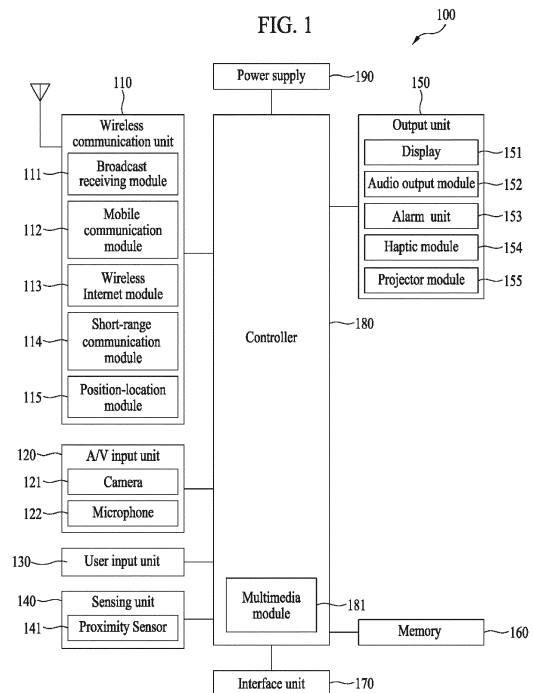 FIG. 1
100
Power supply
190
110
Wireless
communication unit
111
Broadcast
receiving module
112
Mobile
communication
module
113
Wireless
Internet module
114
Short-range
communication
module
115
Position-location
module
120
A/V input unit
121
Camera
122
Microphone
130
User input unit
140
Sensing unit
141
Proximity Sensor
Controller
180
Multimedia
module
181
150
Output unit
Display
151
Audio output module
152
Alarm unit
153
Haptic module
154
Projector module
155
Memory
160
Interface unit
170